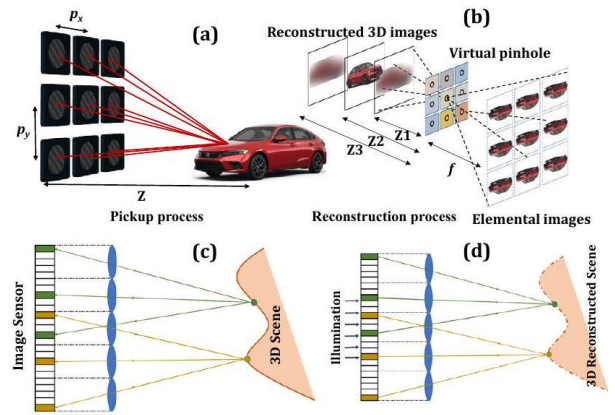 pₓ
(a)
p_y
Z
Pickup process
(b)
Reconstructed 3D images
Virtual pinhole
Z1
Z2
Z3
f
Reconstruction process
Elemental images
(c)
Image Sensor
3D Scene
(d)
Illumination
3D Reconstructed Scene